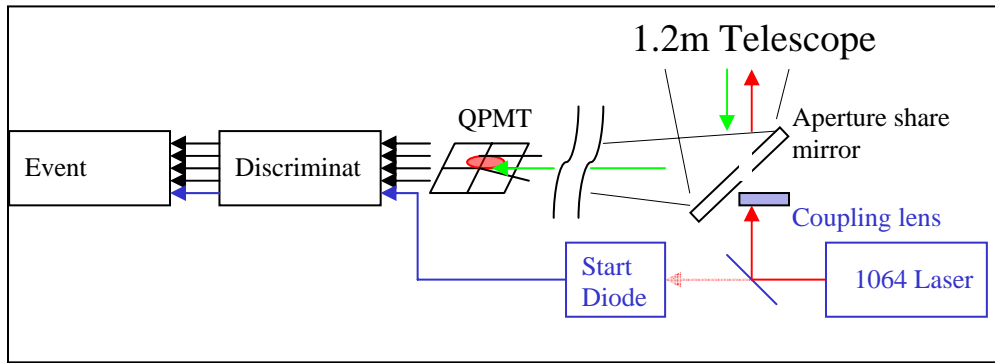 1.2m Telescope
QPMT
Aperture share
mirror
Event
Discriminat
Coupling lens
Start
Diode
1064 Laser